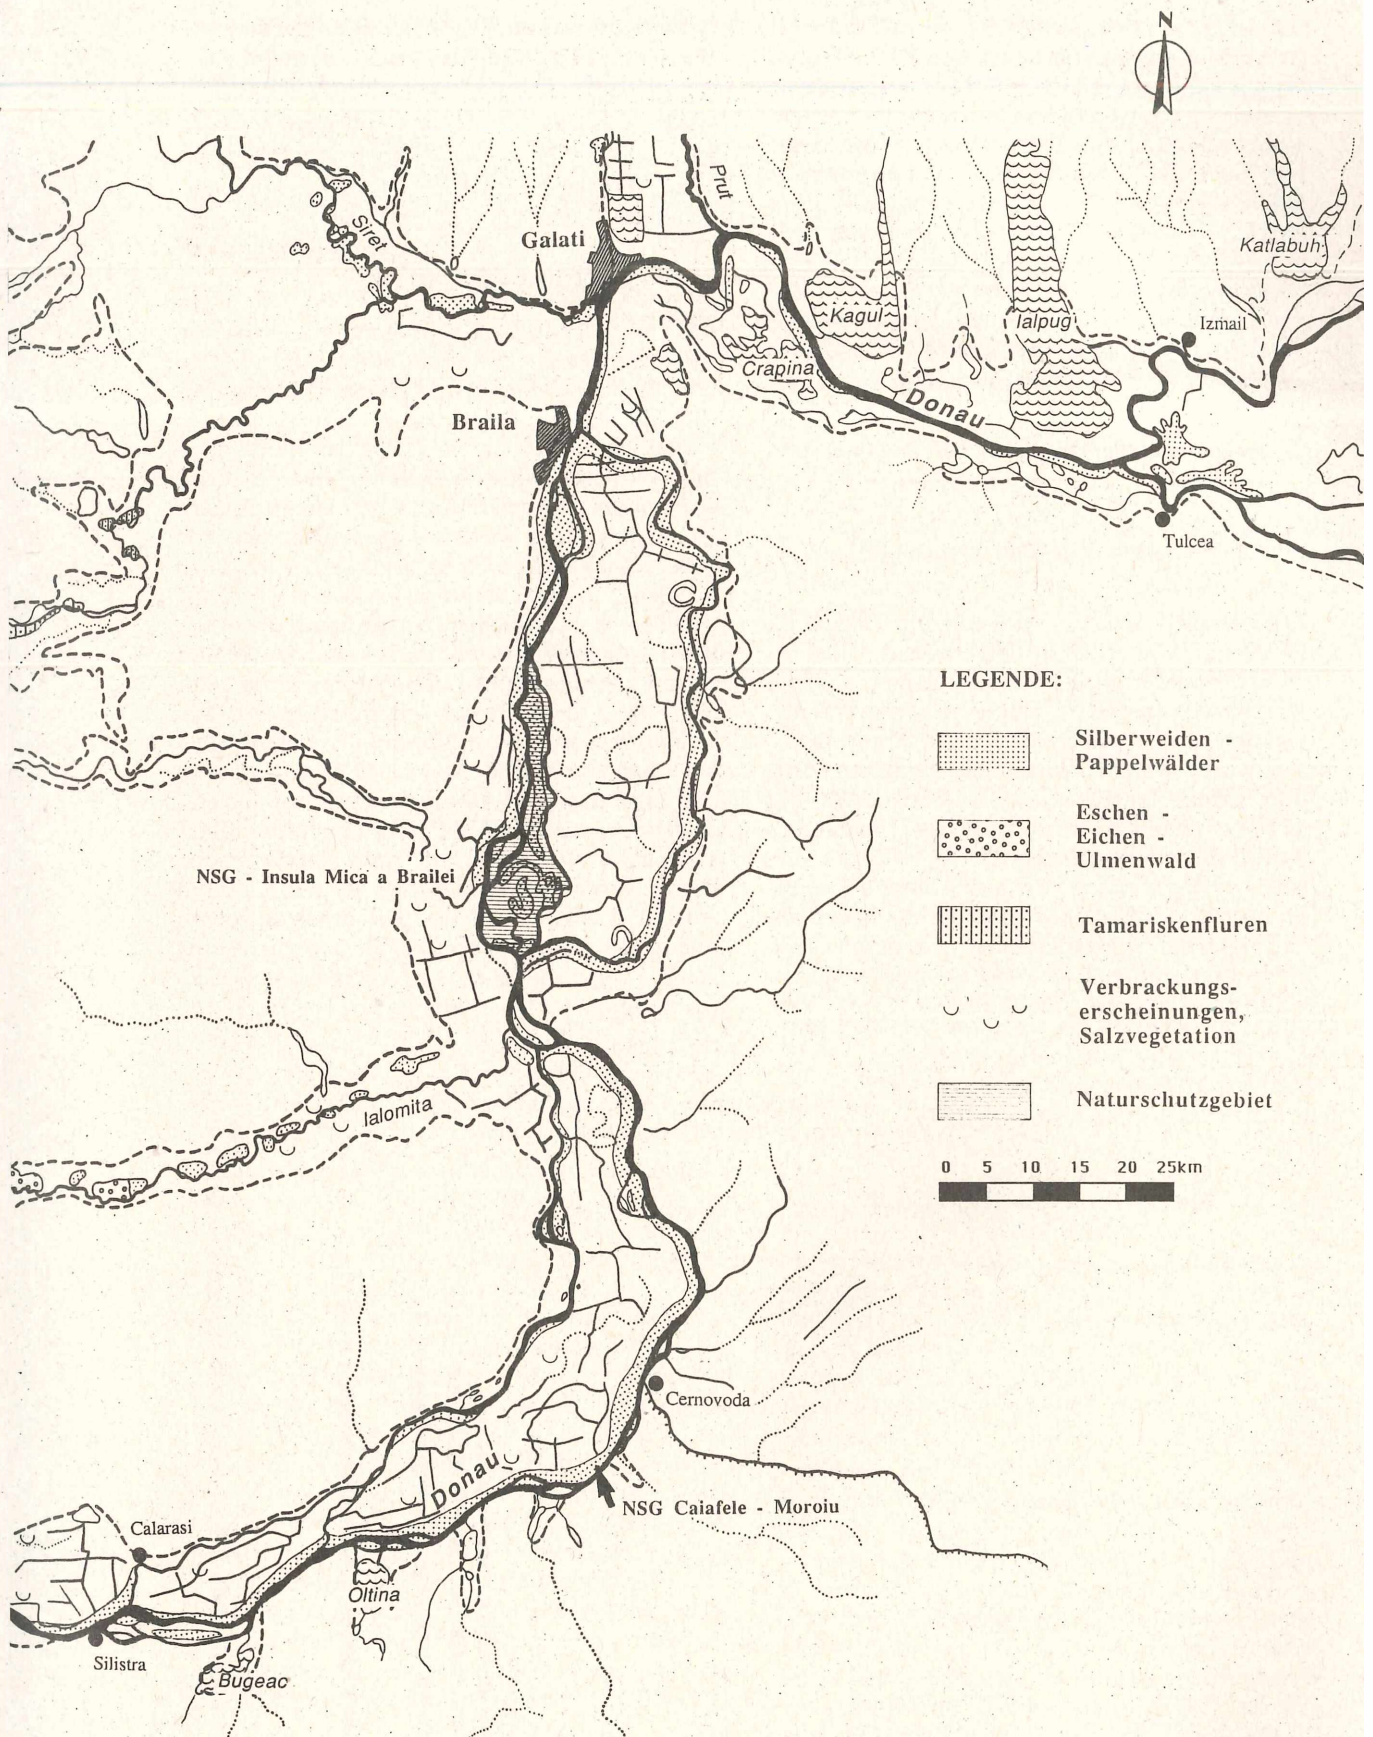 N
Prut
Siret
Galati
Katlabuh
Kagul
Ialpug
Izmail
Crapina
Donau
Braila
Tulcea
LEGENDE:
Silberweiden -
Pappelwälder
Eschen -
Eichen -
Ulmenwald
NSG - Insula Mica a Brailei
Tamariskenfluren
Verbrackungs-
erscheinungen,
Salzvegetation
Naturschutzgebiet
Ialomita
0 5 10 15 20 25km
Cernovoda
Donau
NSG Caiafele - Moroiu
Calarasi
Oltina
Silistra
Bugeac